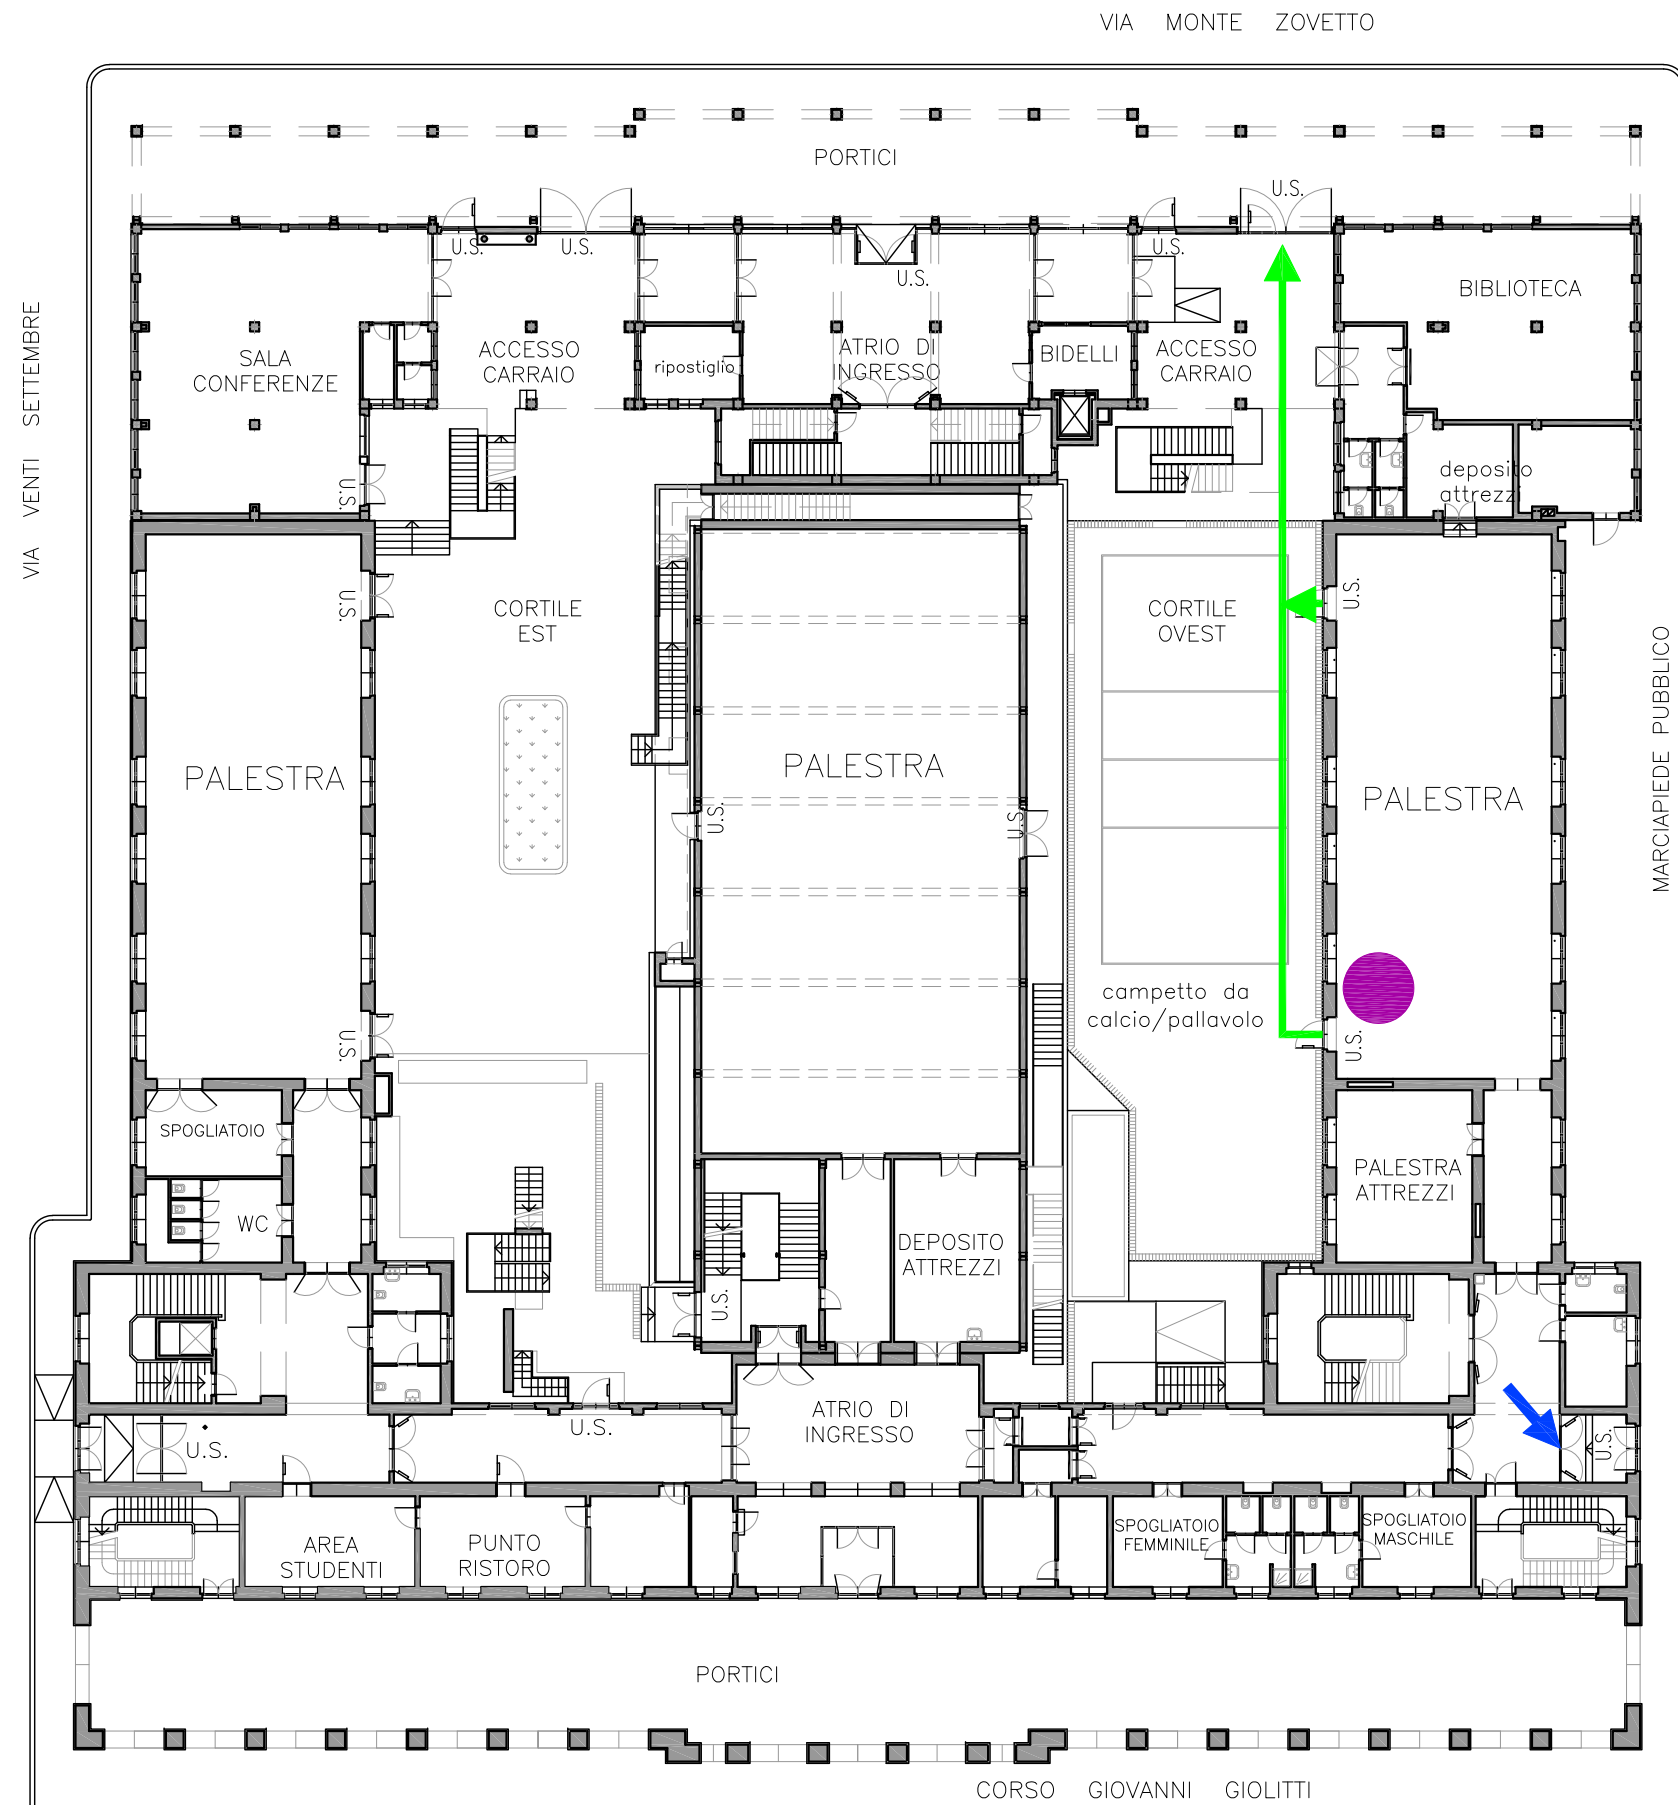 VIA MONTE ZOVETTO
PORTICI
U.S.
U.S.
U.S.
U.S.
U.S.
BIBLIOTECA
VIA VENTI SETTEMBRE
SALA
CONFERENZE
ACCESSO
CARRAIO
ripostiglio
ATRIO DI
INGRESSO
BIDELLI
ACCESSO
CARRAIO
deposito
attrezzi
U.S.
U.S.
CORTILE
EST
CORTILE
OVEST
U.S.
MARCIAPIEDE PUBBLICO
PALESTRA
PALESTRA
PALESTRA
U.S.
U.S.
campetto da
calcio/pallavolo
U.S.
U.S.
SPOGLIATOIO
WC
PALESTRA
ATTREZZI
DEPOSITO
ATTREZZI
U.S.
ATRIO DI
INGRESSO
U.S.
U.S.
U.S.
AREA
STUDENTI
PUNTO
RISTORO
SPOGLIATOIO
FEMMINILE
SPOGLIATOIO
MASCHILE
PORTICI
CORSO GIOVANNI GIOLITTI